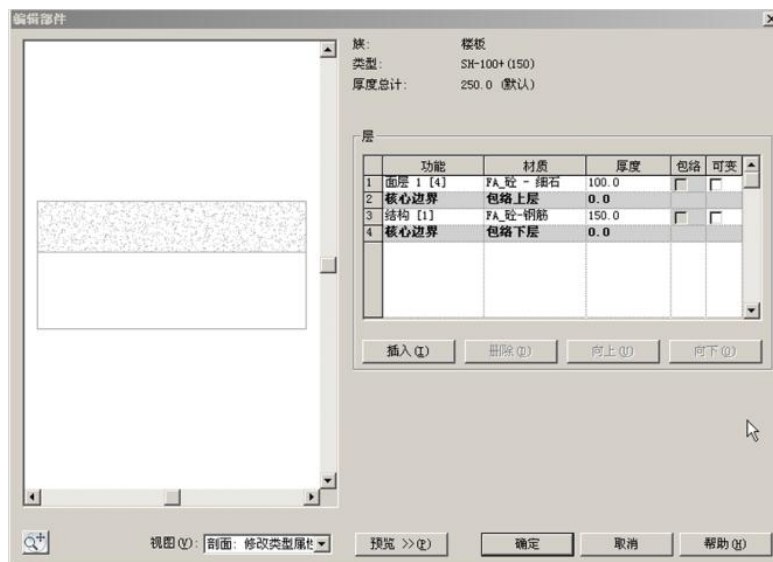 编辑部件
族: 楼板
类型: SH-100+(150)
厚度总计: 250.0 (默认)
层
功能 材质 厚度 包络 可变
1 面层 1 [4] FA_砼 - 细石 100.0
2 核心边界 包络上层 0.0
3 结构 [1] FA_砼-钢筋 150.0
4 核心边界 包络下层 0.0
插入(I) 删除(D) 向上(U) 向下(O)
视图(V): 剖面: 修改类型属 预览 >>(P) 确定 取消 帮助(H)